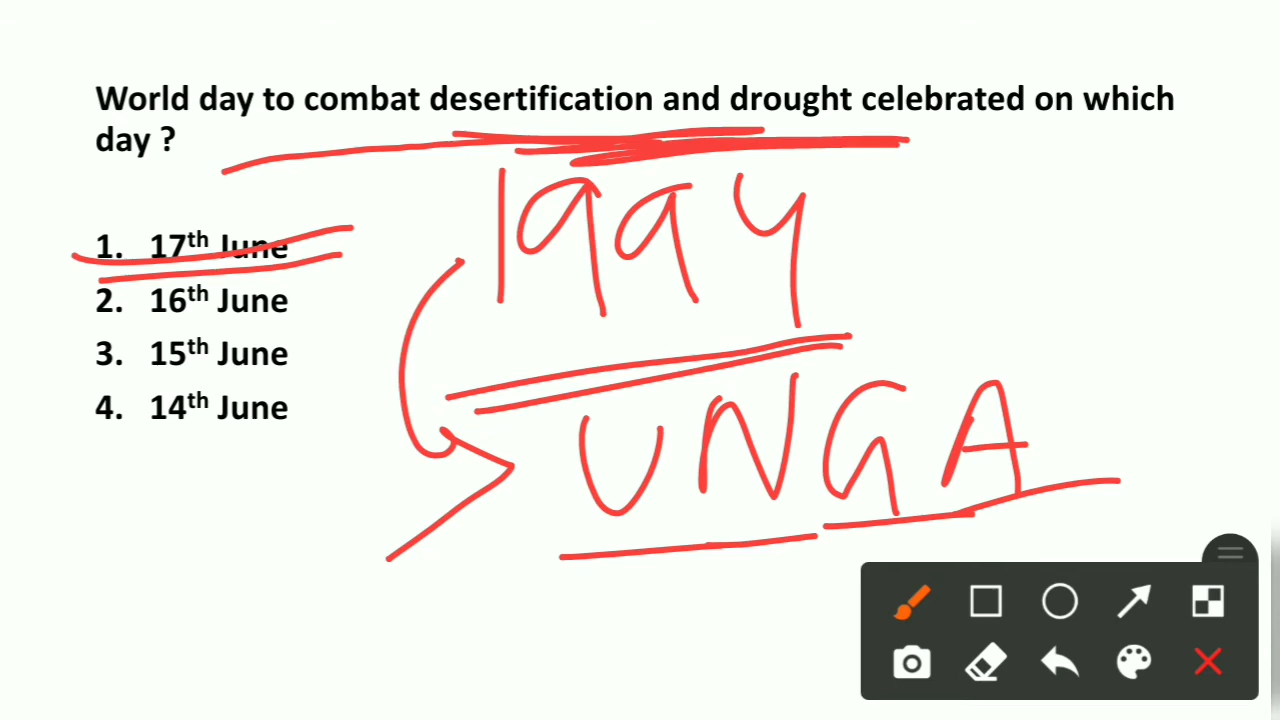 World day to combat desertification and drought celebrated on which
day ?
1. 17th June
2. 16th June
3. 15th June
4. 14th June
1994
UNGA